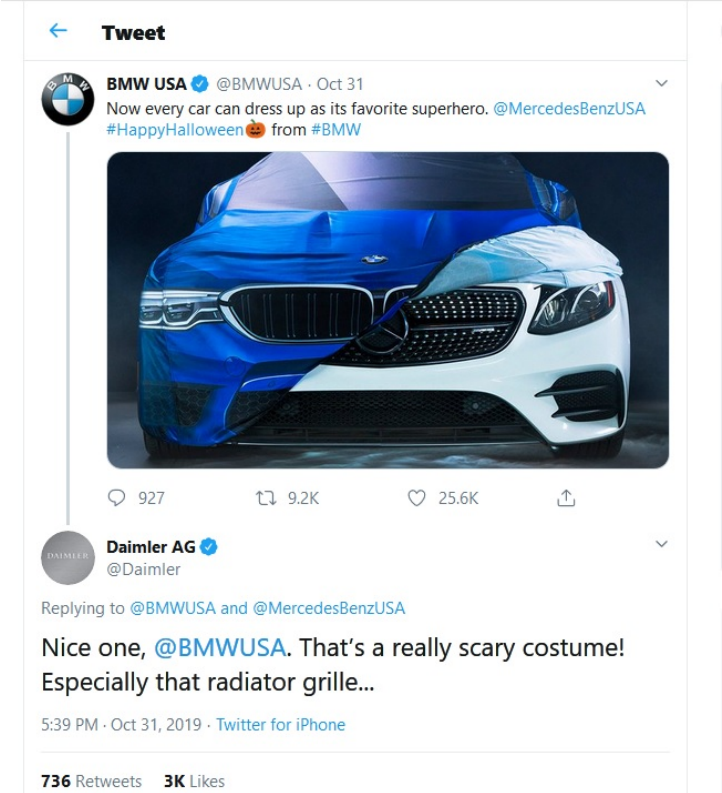 Tweet
BMW USA @BMWUSA · Oct 31
Now every car can dress up as its favorite superhero. @MercedesBenzUSA
#HappyHalloween🎃 from #BMW
927 9.2K 25.6K
DAIMLER
Daimler AG
@Daimler
Replying to @BMWUSA and @MercedesBenzUSA
Nice one, @BMWUSA. That's a really scary costume!
Especially that radiator grille...
5:39 PM · Oct 31, 2019 · Twitter for iPhone
736 Retweets 3K Likes